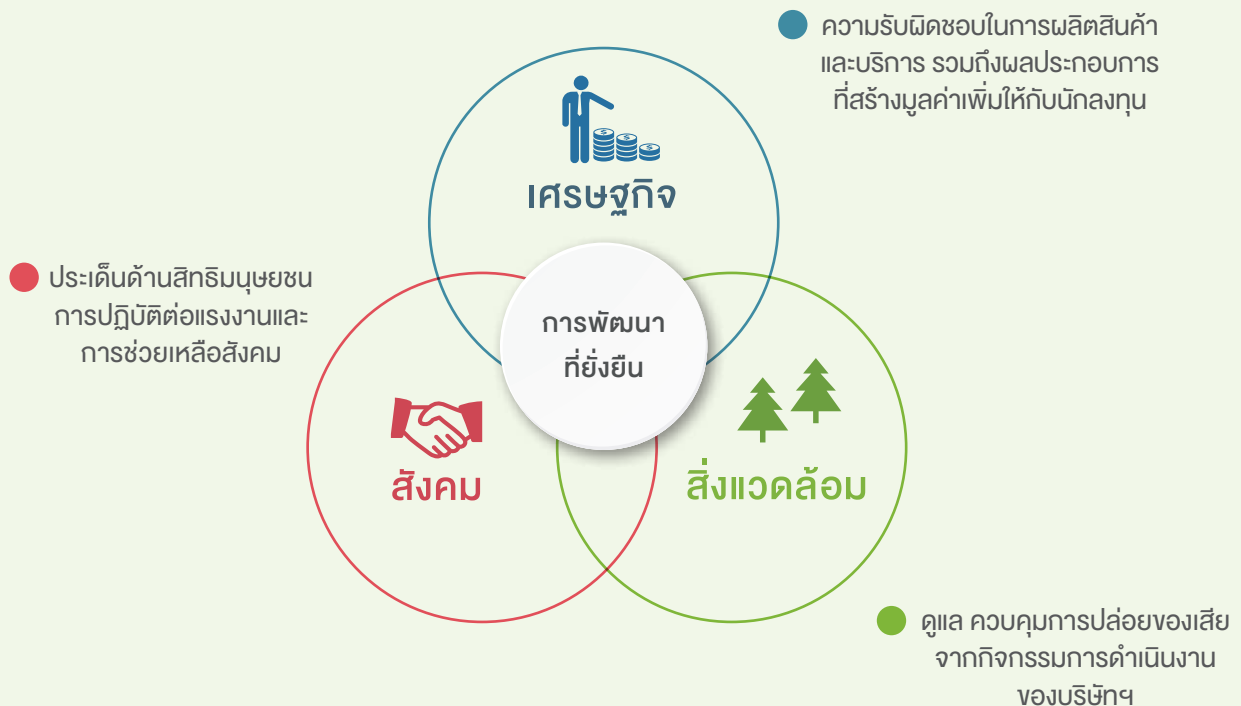 ความรับผิดชอบในการผลิตสินค้า
และบริการ รวมถึงผลประกอบการ
ที่สร้างมูลค่าเพิ่มให้กับนักลงทุน
เศรษฐกิจ
ประเด็นด้านสิทธิมนุษยชน
การปฏิบัติต่อแรงงานและ
การช่วยเหลือสังคม
การพัฒนา
ที่ยั่งยืน
สังคม
สิ่งแวดล้อม
ดูแล ควบคุมการปล่อยของเสีย
จากกิจกรรมการดำเนินงาน
ของบริษัทฯ